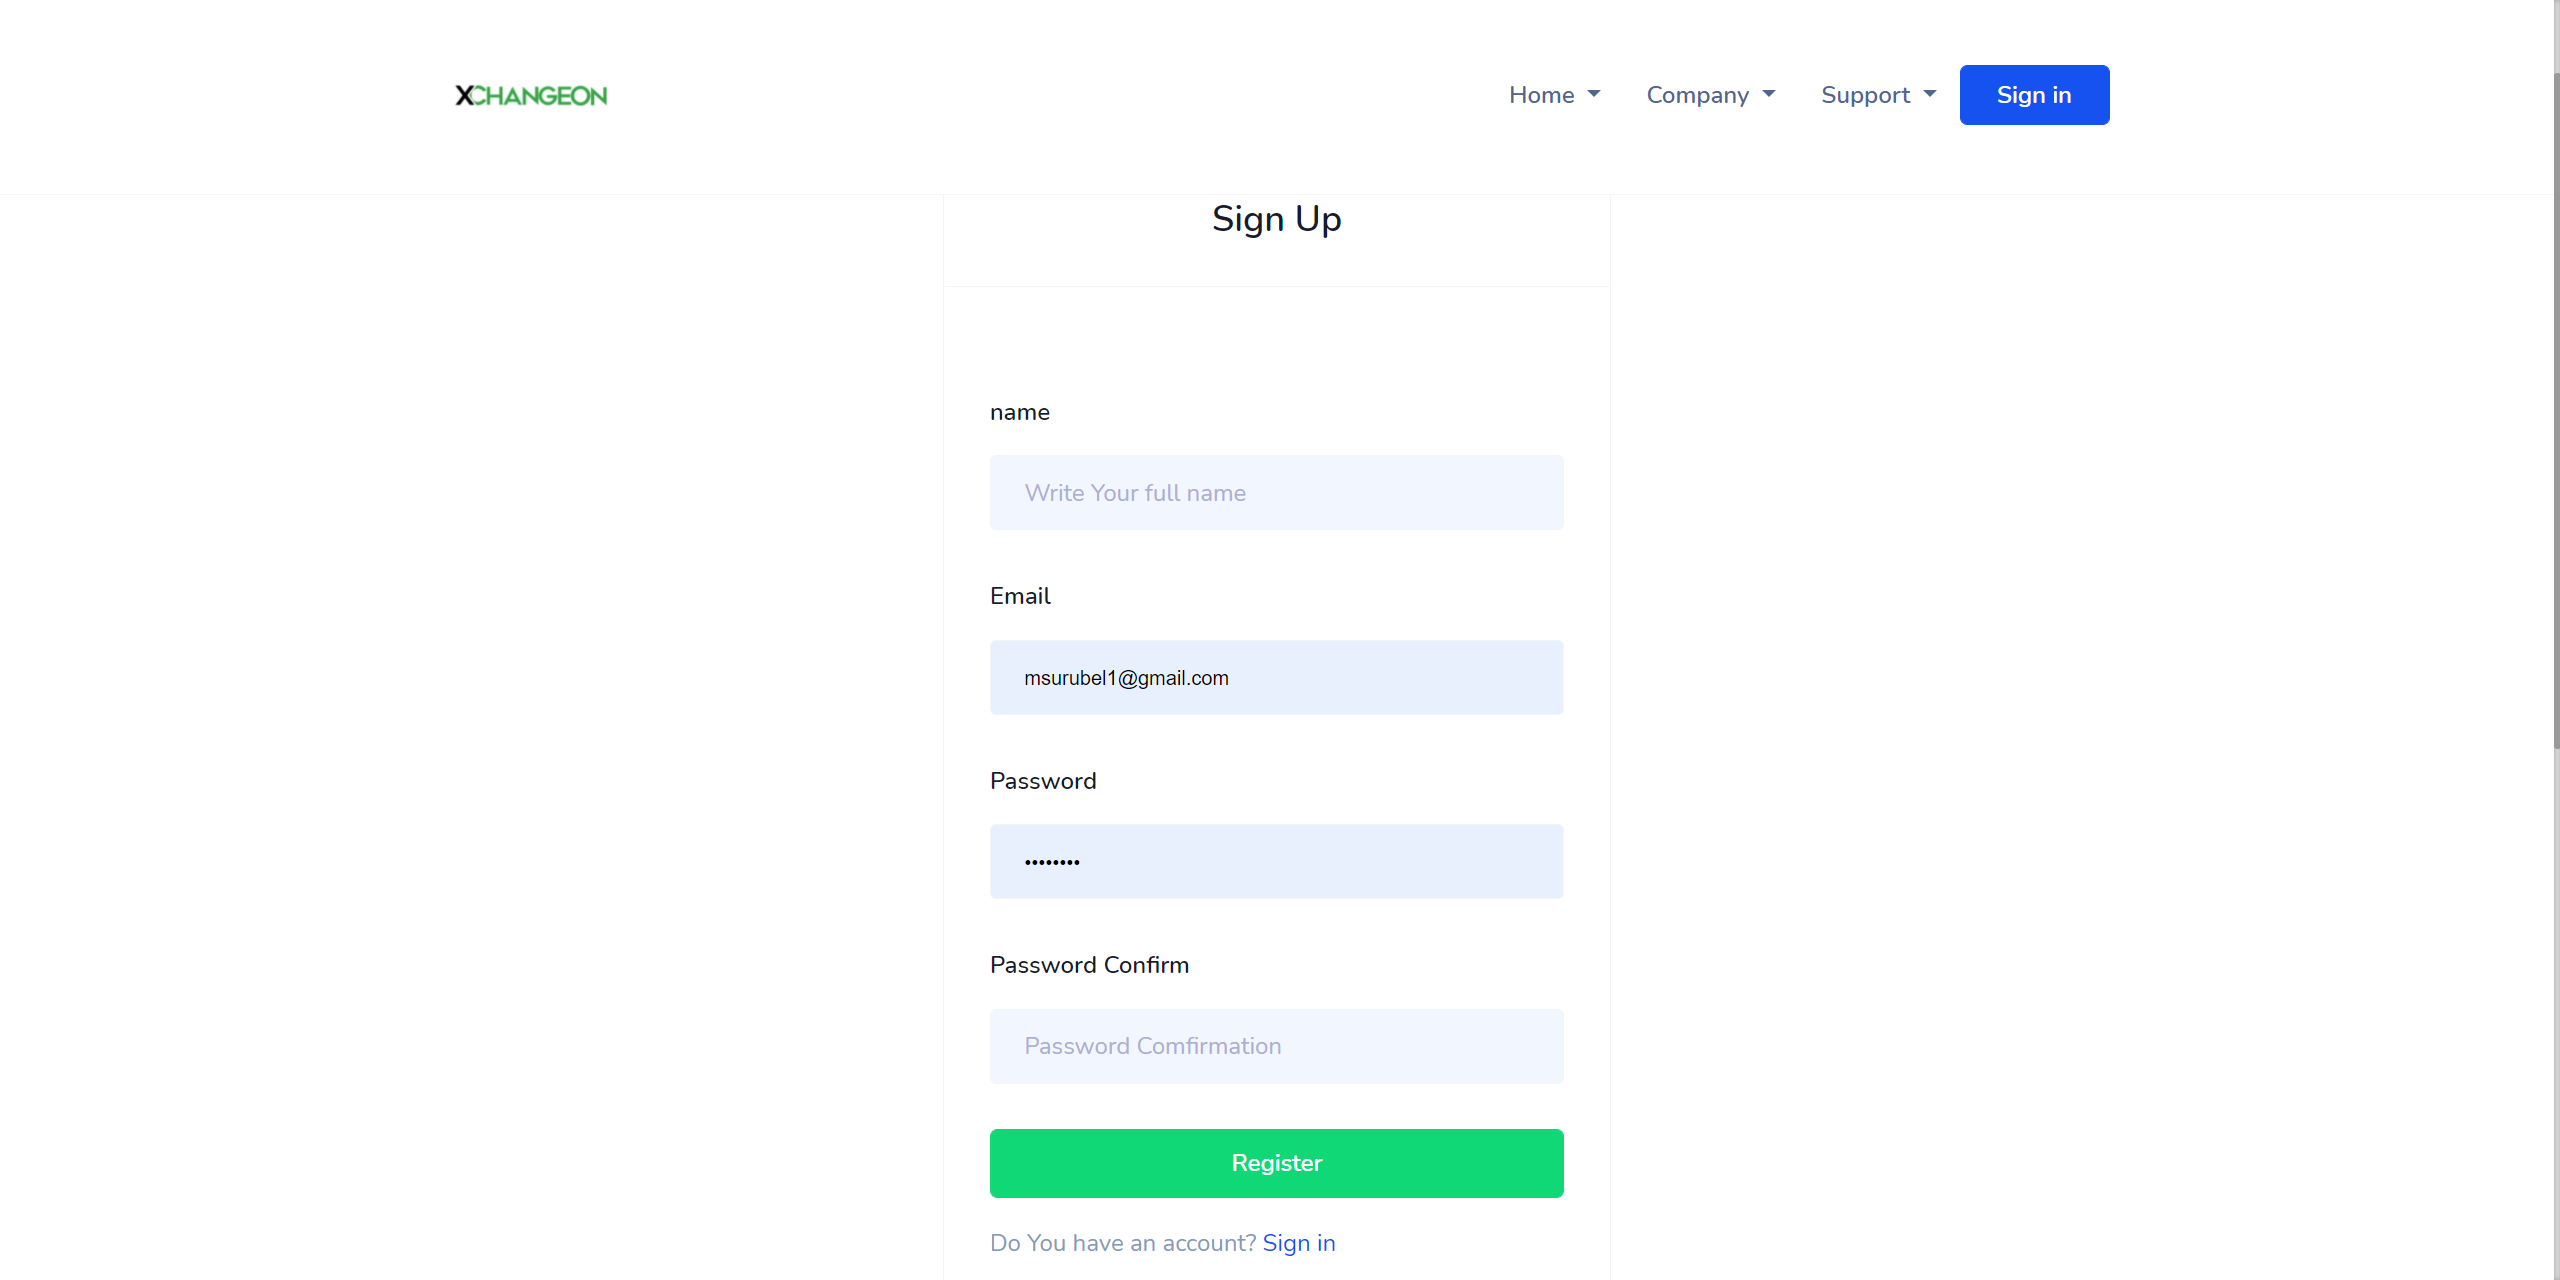 XCHANGEON
Home
Company
Support
Sign in
Sign Up
name
Write Your full name
Email
msurubel1@gmail.com
Password
••••••••
Password Confirm
Password Comfirmation
Register
Do You have an account? Sign in